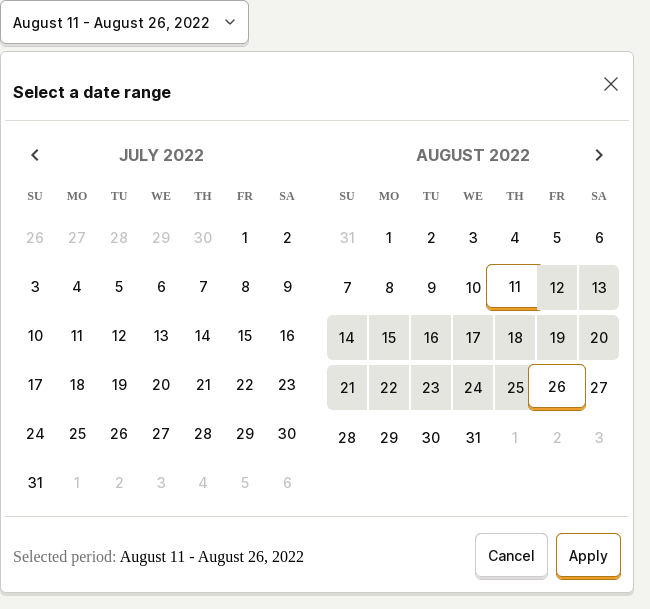 August 11 - August 26, 2022
Select a date range
JULY 2022
SU MO TU WE TH FR SA
26 27 28 29 30 1 2
3 4 5 6 7 8 9
10 11 12 13 14 15 16
17 18 19 20 21 22 23
24 25 26 27 28 29 30
31 1 2 3 4 5 6
AUGUST 2022
SU MO TU WE TH FR SA
31 1 2 3 4 5 6
7 8 9 10 11 12 13
14 15 16 17 18 19 20
21 22 23 24 25 26 27
28 29 30 31 1 2 3
Selected period: August 11 - August 26, 2022
Cancel Apply